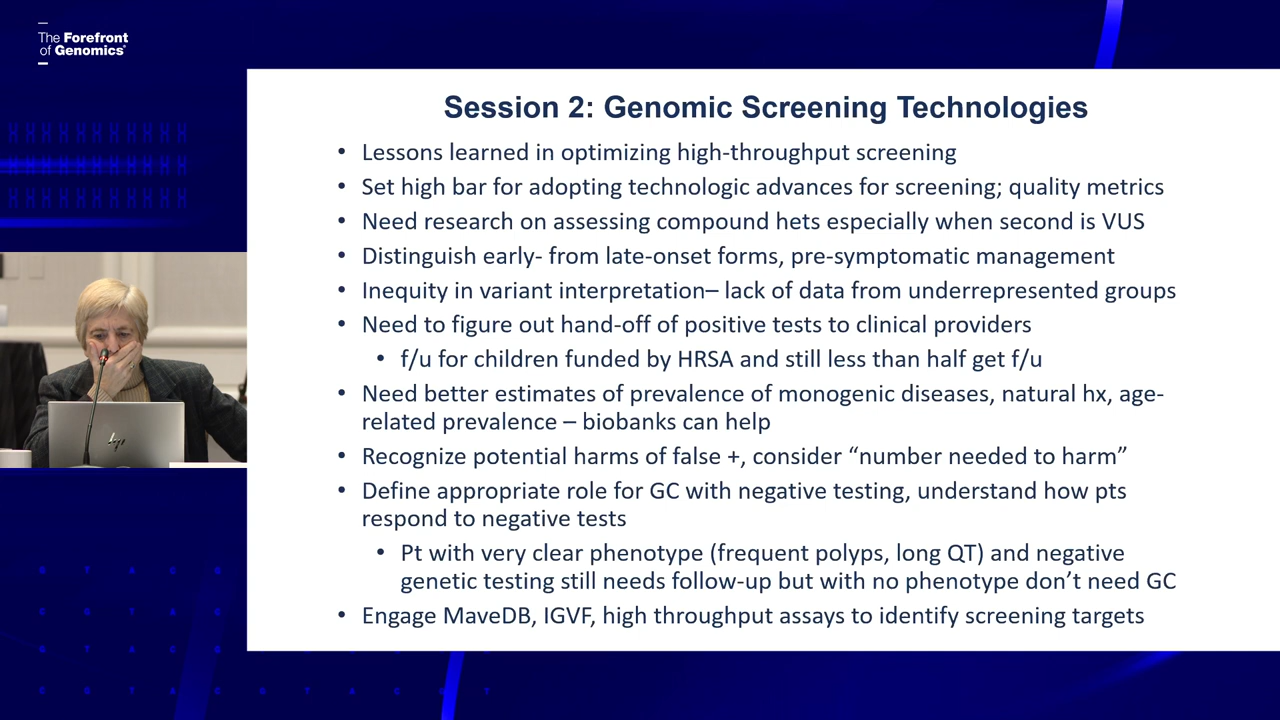 The Forefront
of Genomics
Session 2: Genomic Screening Technologies
• Lessons learned in optimizing high-throughput screening
• Set high bar for adopting technologic advances for screening; quality metrics
• Need research on assessing compound hets especially when second is VUS
• Distinguish early- from late-onset forms, pre-symptomatic management
• Inequity in variant interpretation– lack of data from underrepresented groups
• Need to figure out hand-off of positive tests to clinical providers
• f/u for children funded by HRSA and still less than half get f/u
• Need better estimates of prevalence of monogenic diseases, natural hx, age-
related prevalence – biobanks can help
• Recognize potential harms of false +, consider “number needed to harm”
• Define appropriate role for GC with negative testing, understand how pts
respond to negative tests
• Pt with very clear phenotype (frequent polyps, long QT) and negative
genetic testing still needs follow-up but with no phenotype don’t need GC
• Engage MaveDB, IGVF, high throughput assays to identify screening targets
hp